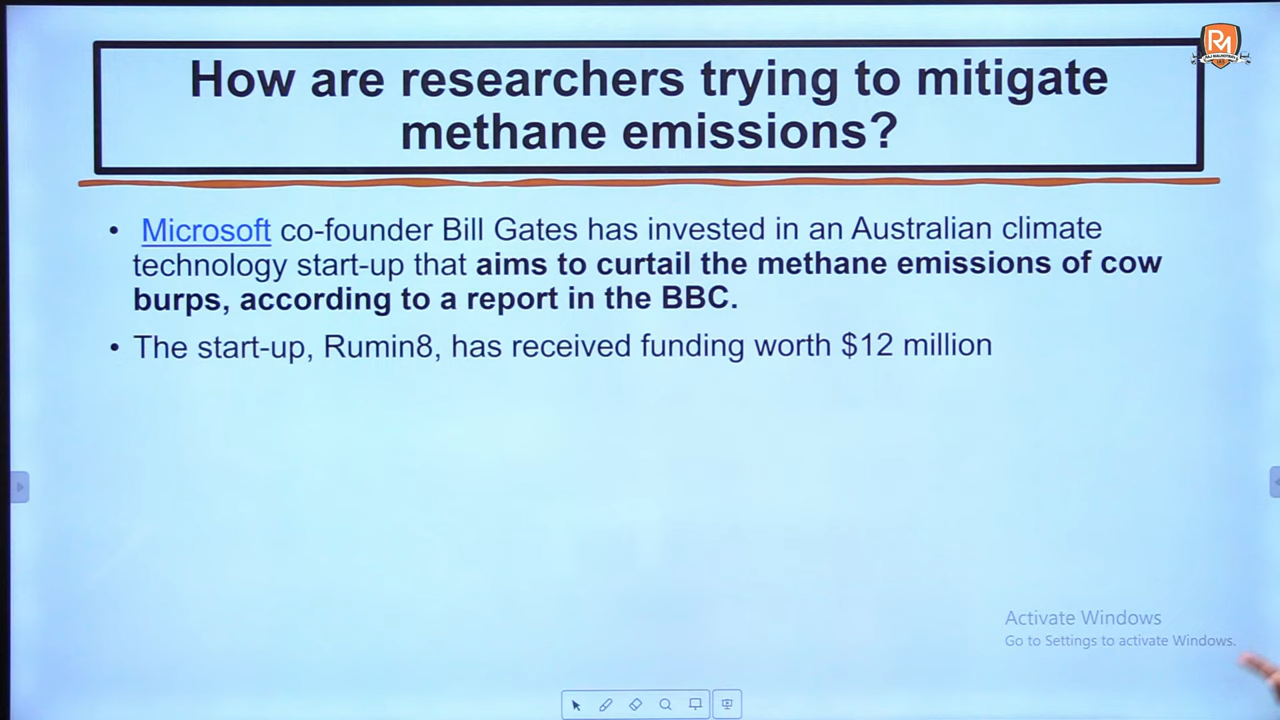 RM
How are researchers trying to mitigate
methane emissions?
• Microsoft co-founder Bill Gates has invested in an Australian climate
technology start-up that aims to curtail the methane emissions of cow
burps, according to a report in the BBC.
• The start-up, Rumin8, has received funding worth $12 million
Activate Windows
Go to Settings to activate Windows.